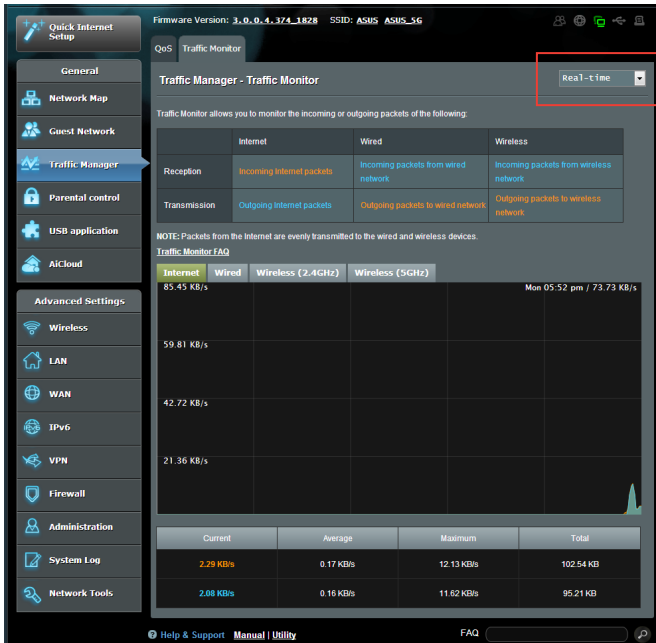 Quick Internet
Setup
Firmware Version: 3.0.0.4.374_1828 SSID: ASUS ASUS_5G
QoS Traffic Monitor
General
Network Map
Guest Network
Traffic Manager
Parental control
USB application
AiCloud
Advanced Settings
Wireless
LAN
WAN
IPv6
VPN
Firewall
Administration
System Log
Network Tools
Traffic Manager - Traffic Monitor
Real-time
Traffic Monitor allows you to monitor the incoming or outgoing packets of the following:
Internet Wired Wireless
Reception Incoming Internet packets Incoming packets from wired network Incoming packets from wireless network
Transmission Outgoing Internet packets Outgoing packets to wired network Outgoing packets to wireless network
NOTE: Packets from the Internet are evenly transmitted to the wired and wireless devices.
Traffic Monitor FAQ
Internet Wired Wireless (2.4GHz) Wireless (5GHz)
85.45 KB/s Mon 05:52 pm / 73.73 KB/s
59.81 KB/s
42.72 KB/s
21.36 KB/s
Current Average Maximum Total
2.29 KB/s 0.17 KB/s 12.13 KB/s 102.54 KB
2.08 KB/s 0.16 KB/s 11.62 KB/s 95.21 KB
Help & Support Manual | Utility FAQ